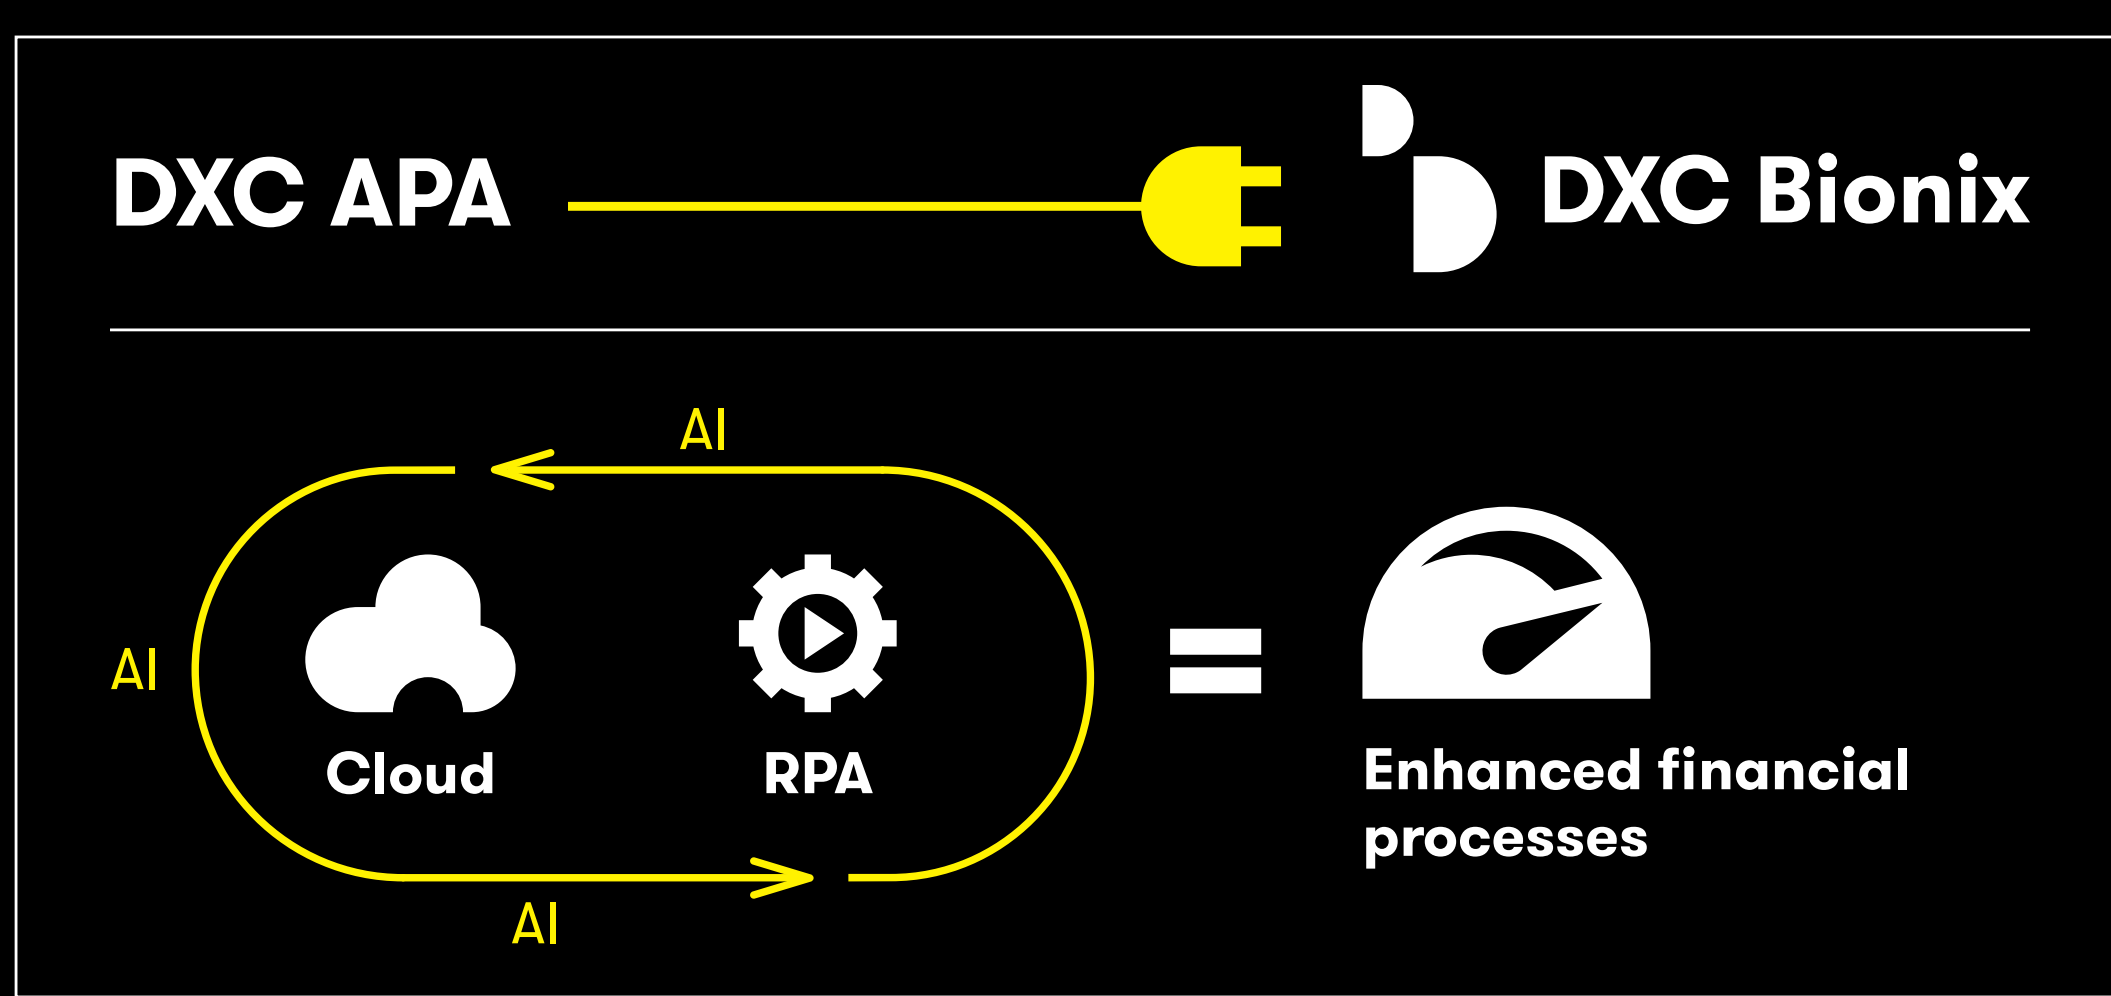 DXC APA
DXC Bionix
AI
AI
Cloud
RPA
=
Enhanced financial
processes
AI